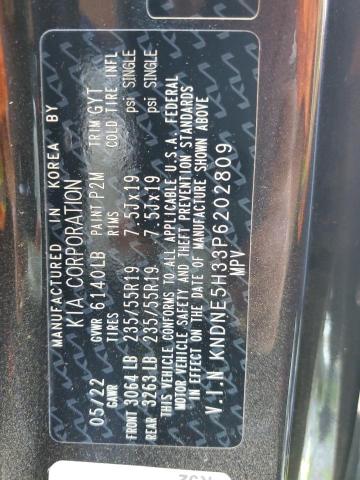 MANUFACTURED IN KOREA BY
KIA CORPORATION
05/22 GVWR 6140LB PAINT P2M TRIM GYT
GAWR TIRES RIMS COLD TIRE INFL
FRONT 3064 LB 235/55R19 7.5Jx19 psi SINGLE
REAR 3263 LB 235/55R19 7.5Jx19 psi SINGLE
THIS VEHICLE CONFORMS TO ALL APPLICABLE U.S.A. FEDERAL
MOTOR VEHICLE SAFETY AND THEFT PREVENTION STANDARDS
IN EFFECT ON THE DATE OF MANUFACTURE SHOWN ABOVE
V.I.N KNDNE5H33P6202809
MPV